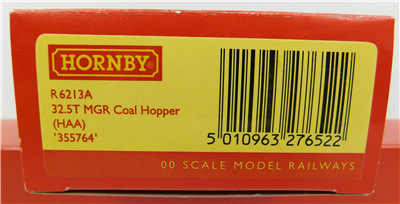 HORNBY
R6213A
32.5T MGR Coal Hopper
(HAA)
'355764'
5 010963 276522
00 SCALE MODEL RAILWAYS